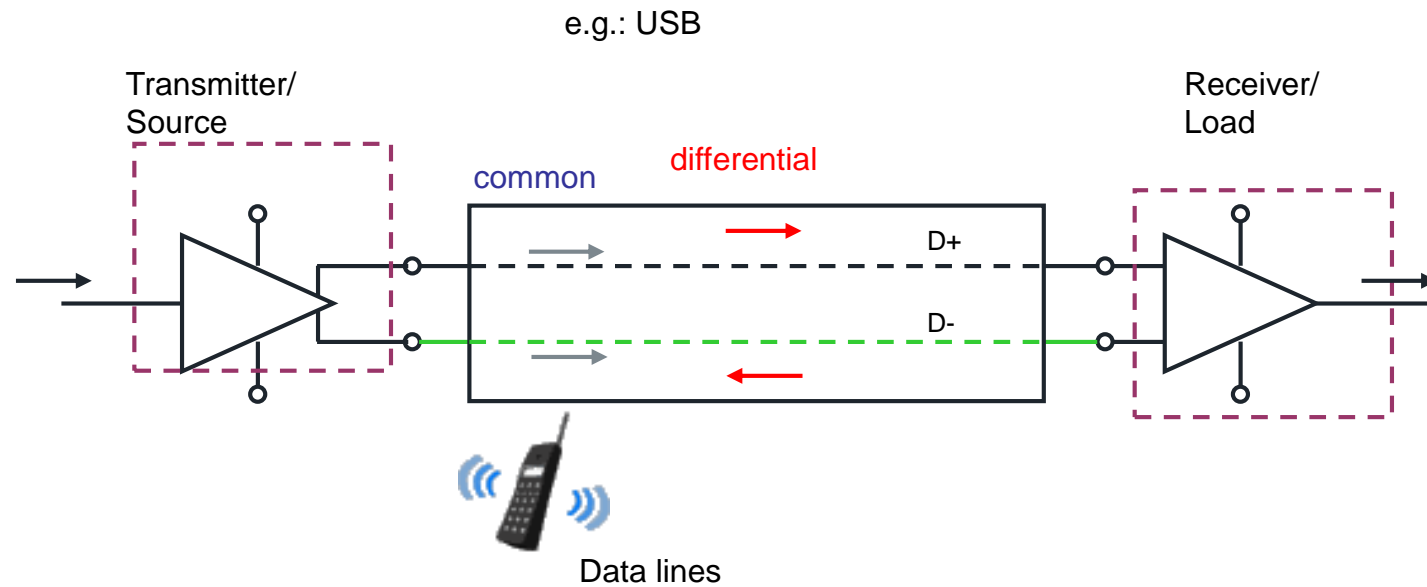 e.g.: USB
Transmitter/
Source
Receiver/
Load
common
differential
D+
D-
Data lines